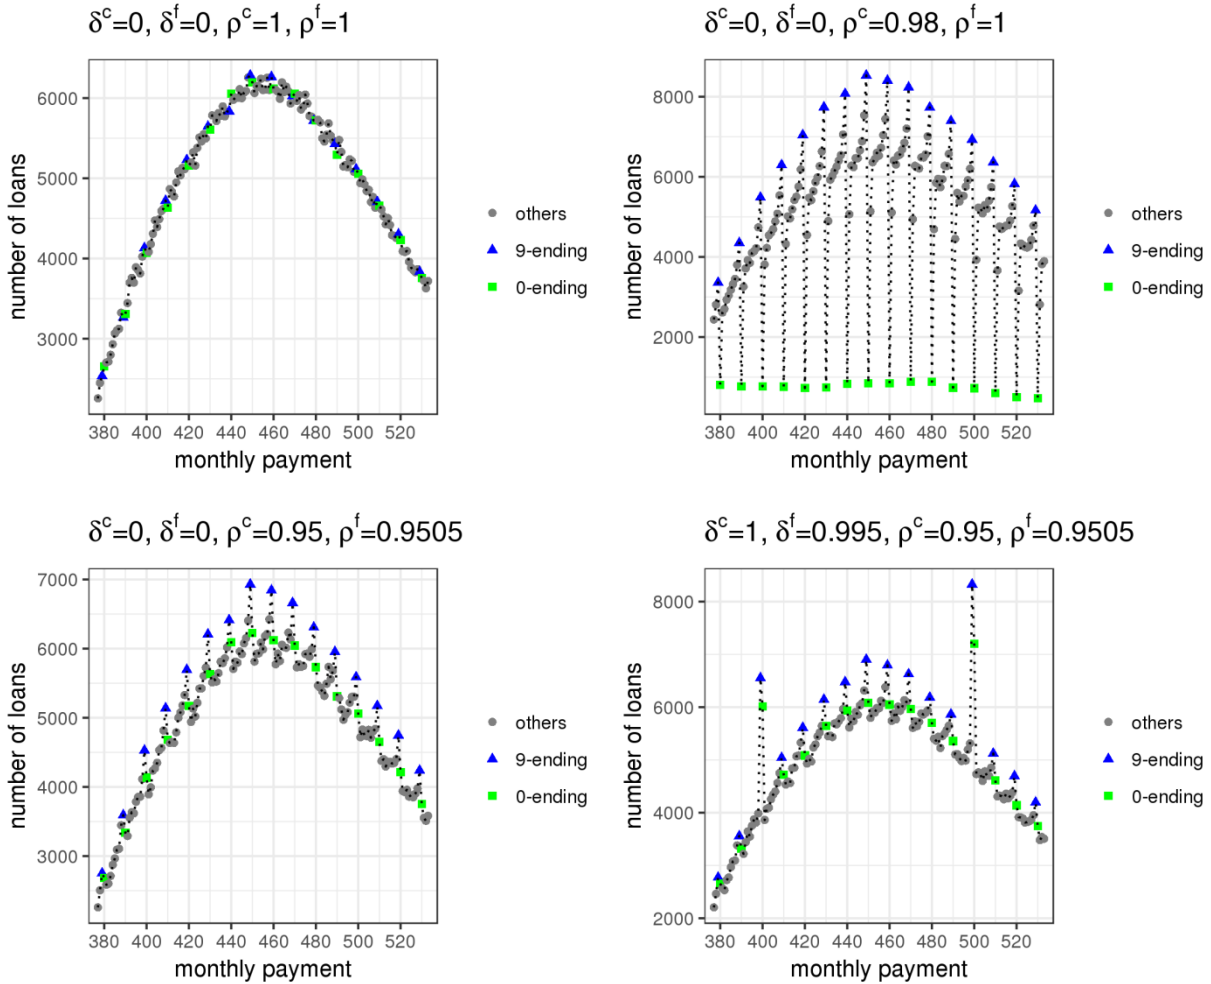 δᶜ=0, δᶠ=0, ρᶜ=1, ρᶠ=1
number of loans
6000
5000
4000
3000
380 400 420 440 460 480 500 520
monthly payment
others
9-ending
0-ending
δᶜ=0, δᶠ=0, ρᶜ=0.98, ρᶠ=1
number of loans
8000
6000
4000
2000
380 400 420 440 460 480 500 520
monthly payment
others
9-ending
0-ending
δᶜ=0, δᶠ=0, ρᶜ=0.95, ρᶠ=0.9505
number of loans
7000
6000
5000
4000
3000
380 400 420 440 460 480 500 520
monthly payment
others
9-ending
0-ending
δᶜ=1, δᶠ=0.995, ρᶜ=0.95, ρᶠ=0.9505
number of loans
8000
6000
4000
2000
380 400 420 440 460 480 500 520
monthly payment
others
9-ending
0-ending